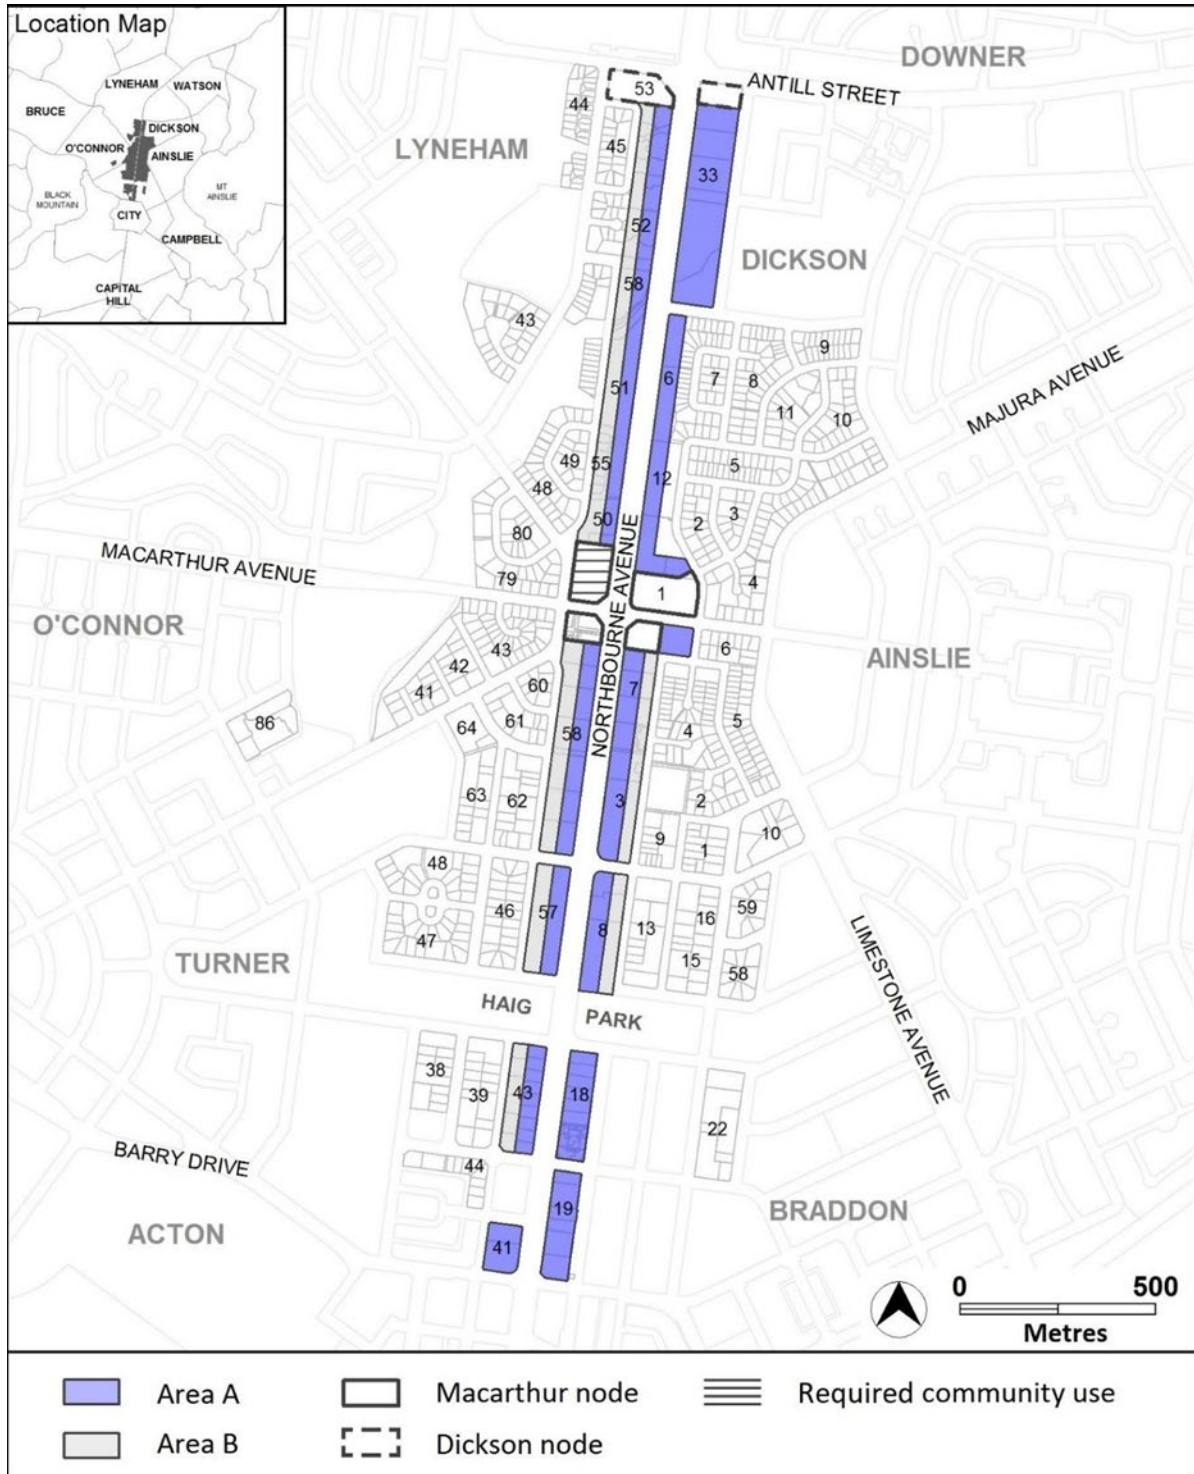 Location Map
LYNEHAM
WATSON
BRUCE
DICKSON
O'CONNOR
AINSLIE
BLACK
MOUNTAIN
MT
AINSLIE
CITY
CAMPBELL
CAPITAL
HILL
DOWNER
ANTILL STREET
53
44
LYNEHAM
45
33
52
DICKSON
58
43
9
6
7
8
51
MAJURA AVENUE
11
10
49
55
5
12
48
50
2
3
80
NORTHBOURNE AVENUE
MACARTHUR AVENUE
79
4
1
O'CONNOR
43
6
AINSLIE
42
41
60
7
86
64
61
58
4
5
63
62
3
2
9
1
10
48
46
57
16
59
8
13
47
15
58
TURNER
LIMESTONE AVENUE
HAIG PARK
38
39
43
18
22
BARRY DRIVE
44
19
BRADDON
ACTON
41
0 500
Metres
Area A
Macarthur node
Required community use
Area B
Dickson node